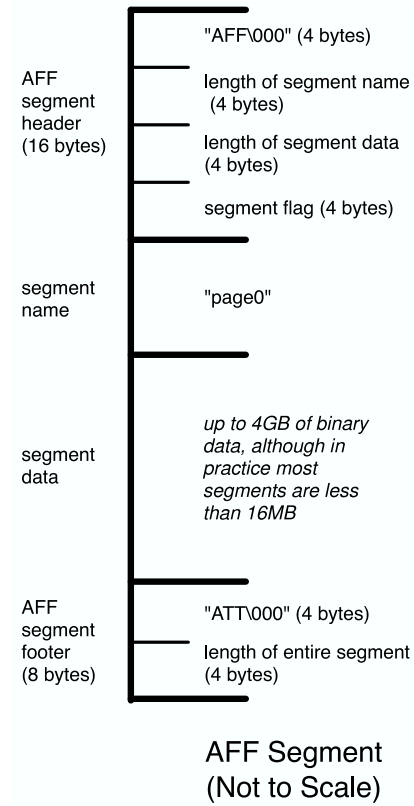 "AFF\000" (4 bytes)
AFF
segment
header
(16 bytes)
length of segment name
(4 bytes)
length of segment data
(4 bytes)
segment flag (4 bytes)
segment
name
"page0"
segment
data
up to 4GB of binary
data, although in
practice most
segments are less
than 16MB
AFF
segment
footer
(8 bytes)
"ATT\000" (4 bytes)
length of entire segment
(4 bytes)
AFF Segment
(Not to Scale)